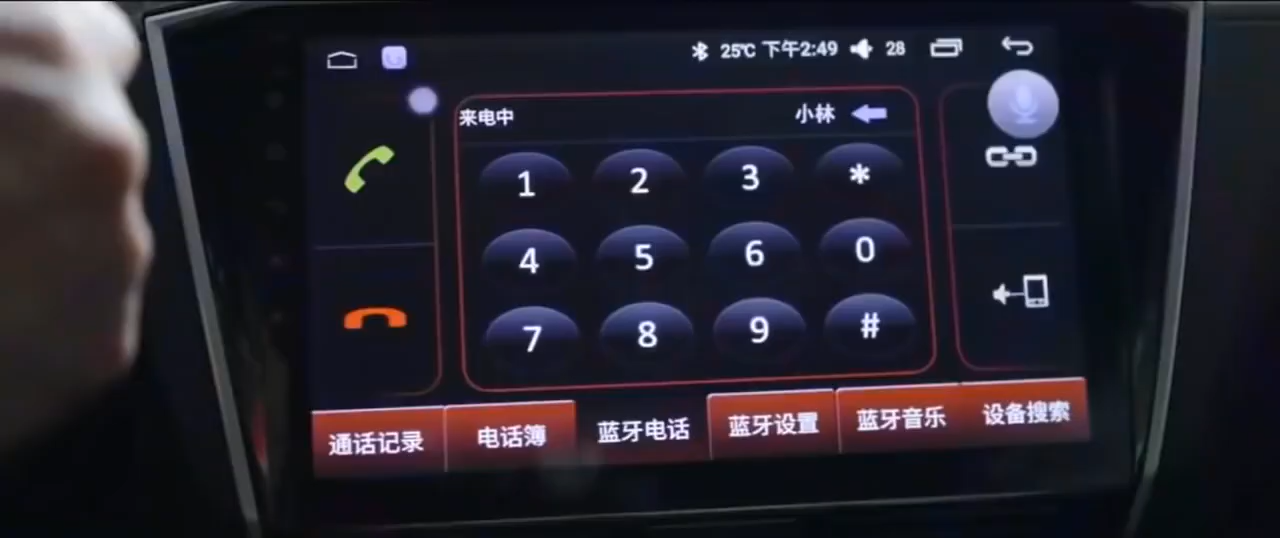 25℃ 下午2:49 28
来电中 小林
1 2 3 *
4 5 6 0
7 8 9 #
通话记录 电话簿 蓝牙电话 蓝牙设置 蓝牙音乐 设备搜索